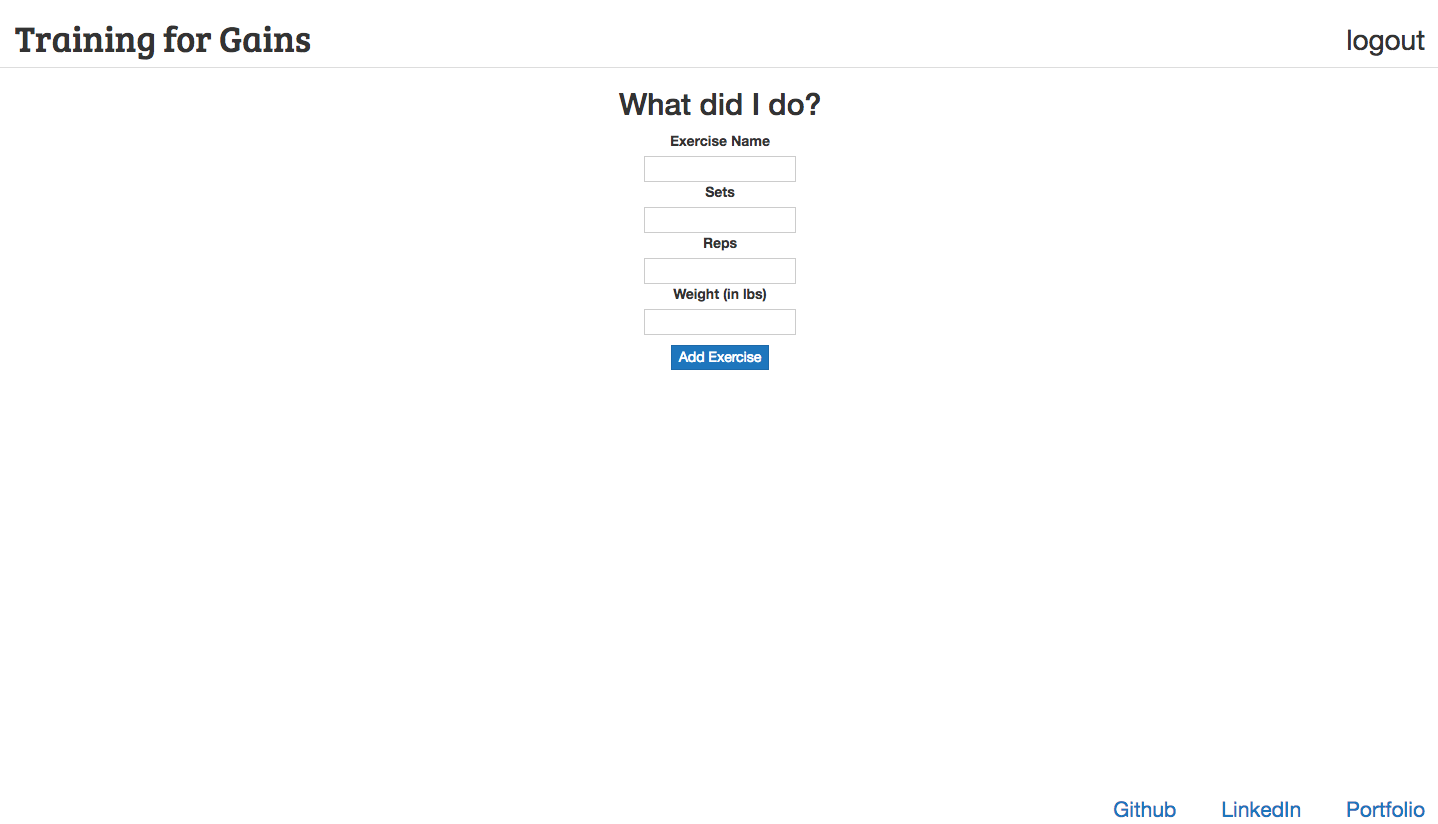 Training for Gains
logout
What did I do?
Exercise Name
Sets
Reps
Weight (in lbs)
Add Exercise
Github LinkedIn Portfolio